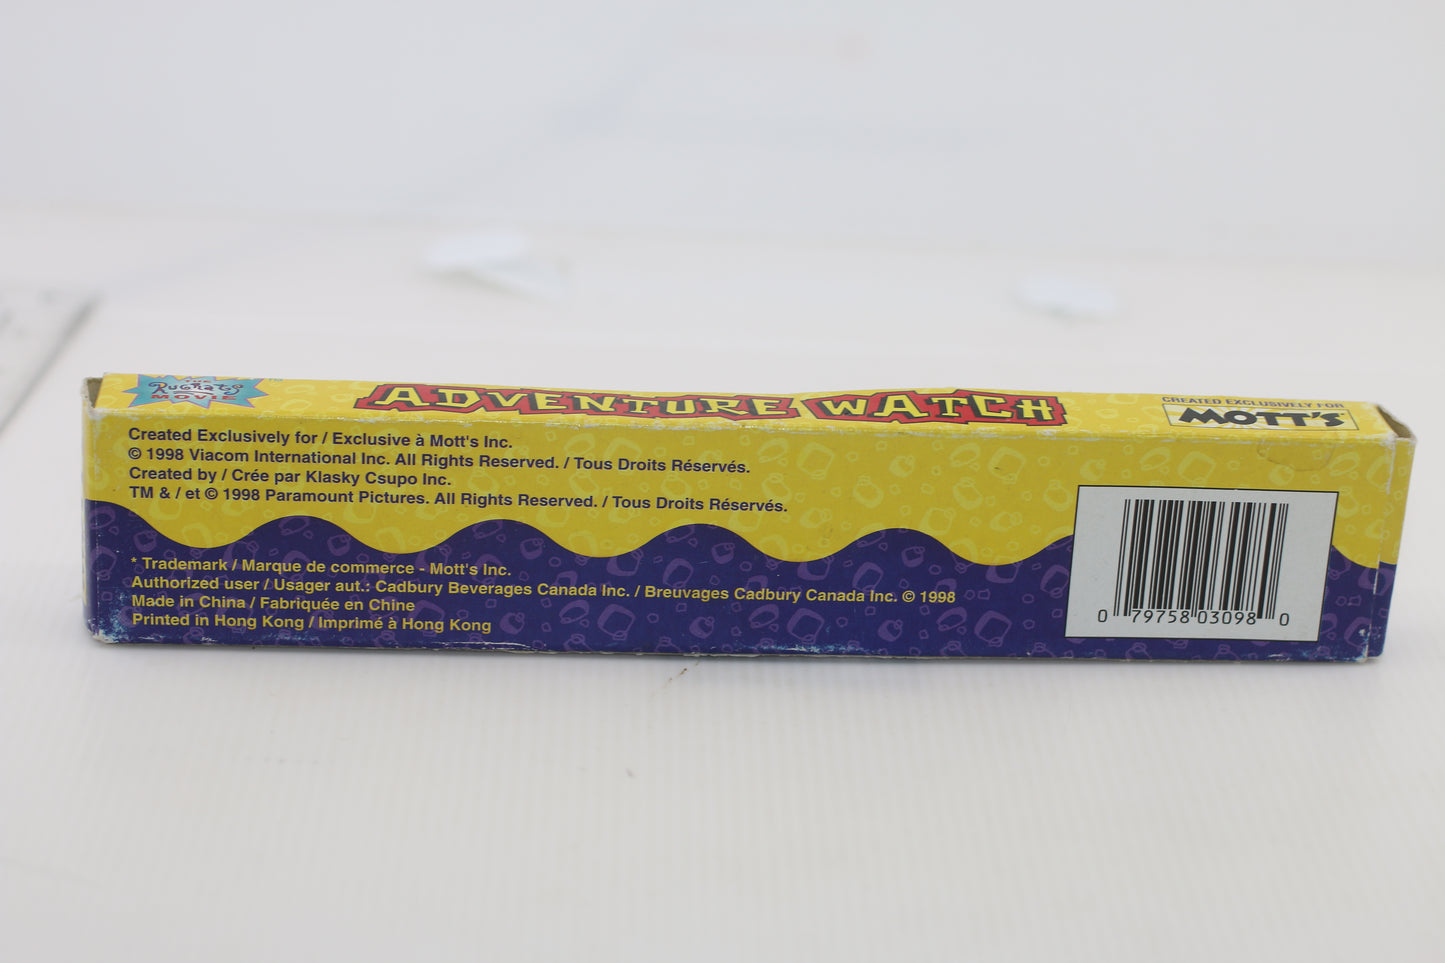 THE
Rugrats
MOVIE
TM
ADVENTURE WATCH
CREATED EXCLUSIVELY FOR
MOTT'S
Created Exclusively for / Exclusive à Mott's Inc.
© 1998 Viacom International Inc. All Rights Reserved. / Tous Droits Réservés.
Created by / Crée par Klasky Csupo Inc.
TM & / et © 1998 Paramount Pictures. All Rights Reserved. / Tous Droits Réservés.
* Trademark / Marque de commerce - Mott's Inc.
Authorized user / Usager aut.: Cadbury Beverages Canada Inc. / Breuvages Cadbury Canada Inc. © 1998
Made in China / Fabriquée en Chine
Printed in Hong Kong / Imprimé à Hong Kong
0 79758 03098 0